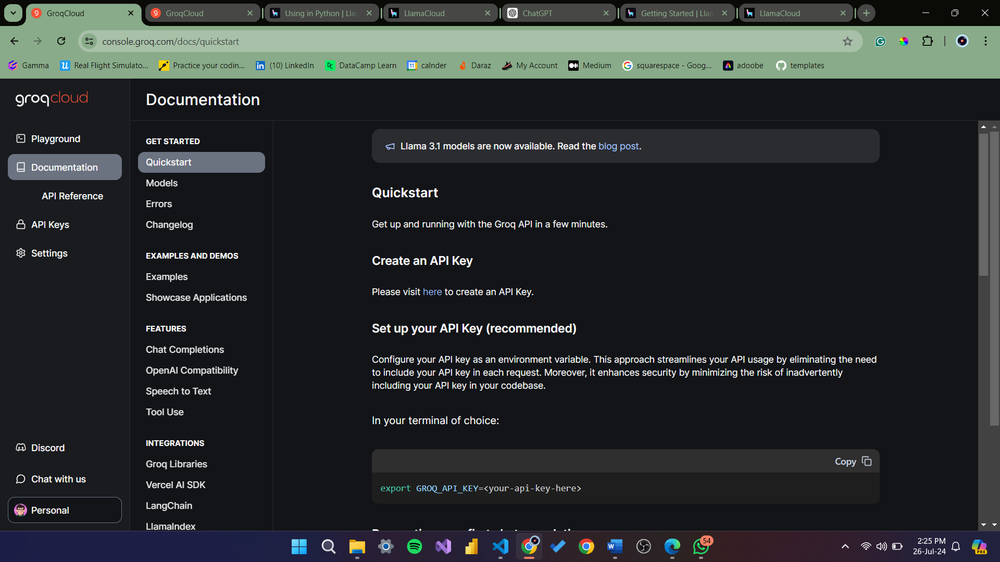 GroqCloud
GroqCloud
Using in Python | Lla
LlamaCloud
ChatGPT
Getting Started | Llan
LlamaCloud
console.groq.com/docs/quickstart
Gamma
Real Flight Simulato...
Practice your codin...
(10) LinkedIn
DataCamp Learn
calnder
Daraz
My Account
Medium
squarespace - Goog...
adoobe
templates
groqcloud
Documentation
Playground
Documentation
API Reference
API Keys
Settings
Discord
Chat with us
Personal
GET STARTED
Quickstart
Models
Errors
Changelog
EXAMPLES AND DEMOS
Examples
Showcase Applications
FEATURES
Chat Completions
OpenAI Compatibility
Speech to Text
Tool Use
INTEGRATIONS
Groq Libraries
Vercel AI SDK
LangChain
LlamaIndex
Llama 3.1 models are now available. Read the blog post.
Quickstart
Get up and running with the Groq API in a few minutes.
Create an API Key
Please visit here to create an API Key.
Set up your API Key (recommended)
Configure your API key as an environment variable. This approach streamlines your API usage by eliminating the need
to include your API key in each request. Moreover, it enhances security by minimizing the risk of inadvertently
including your API key in your codebase.
In your terminal of choice:
Copy
export GROQ_API_KEY=<your-api-key-here>
54
2:25 PM
26-Jul-24
PRE